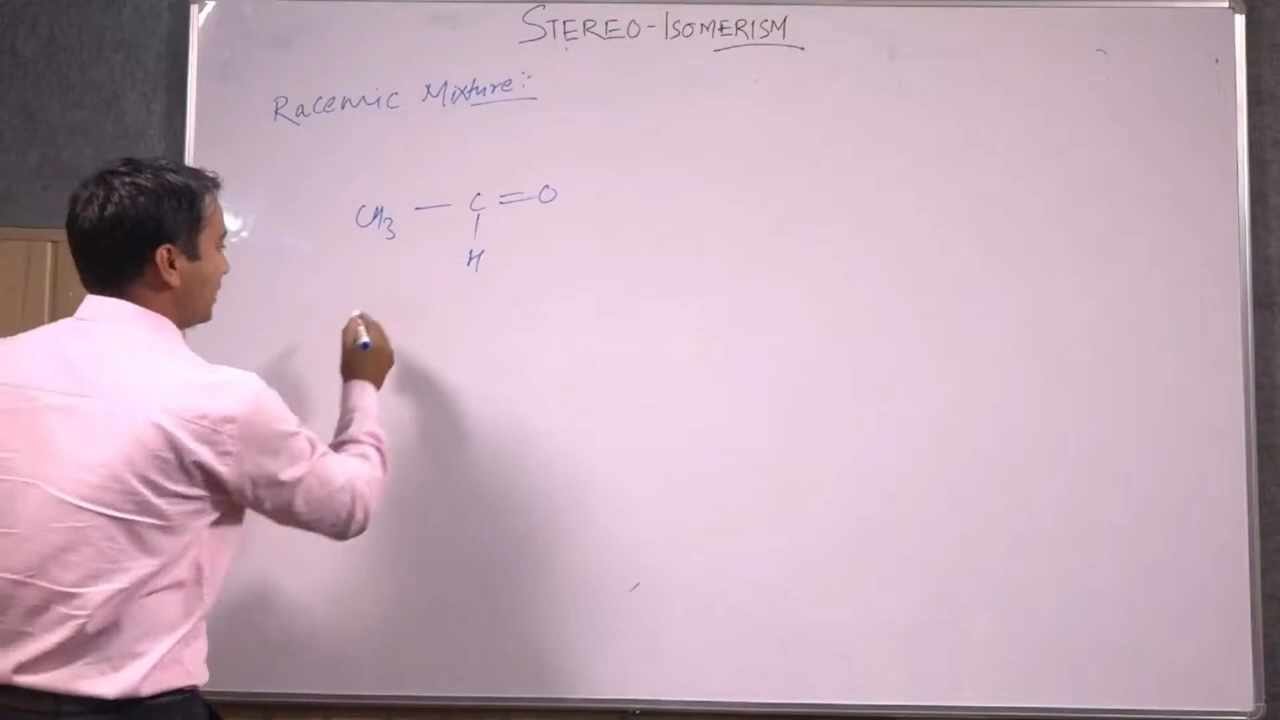 STEREO-ISOMERISM
Racemic Mixture:
CH3 — C = O
|
H